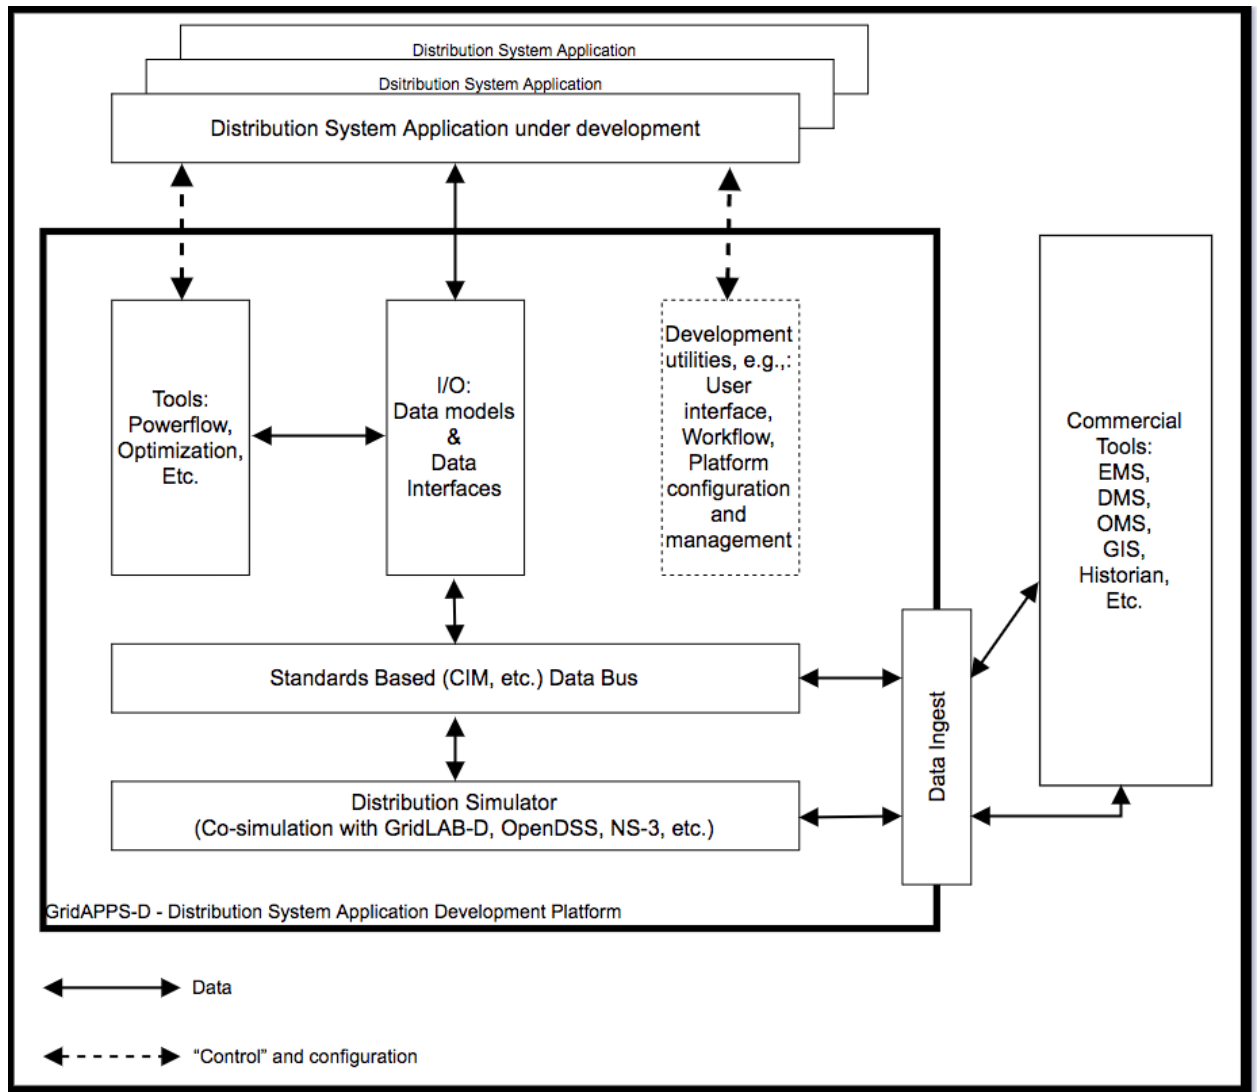 Distribution System Application
Dsitribution System Application
Distribution System Application under development
Tools:
Powerflow,
Optimization,
Etc.
I/O:
Data models
&
Data
Interfaces
Development
utilities, e.g.,:
User
interface,
Workflow,
Platform
configuration
and
management
Commercial
Tools:
EMS,
DMS,
OMS,
GIS,
Historian,
Etc.
Standards Based (CIM, etc.) Data Bus
Data Ingest
Distribution Simulator
(Co-simulation with GridLAB-D, OpenDSS, NS-3, etc.)
GridAPPS-D - Distribution System Application Development Platform
Data
“Control” and configuration